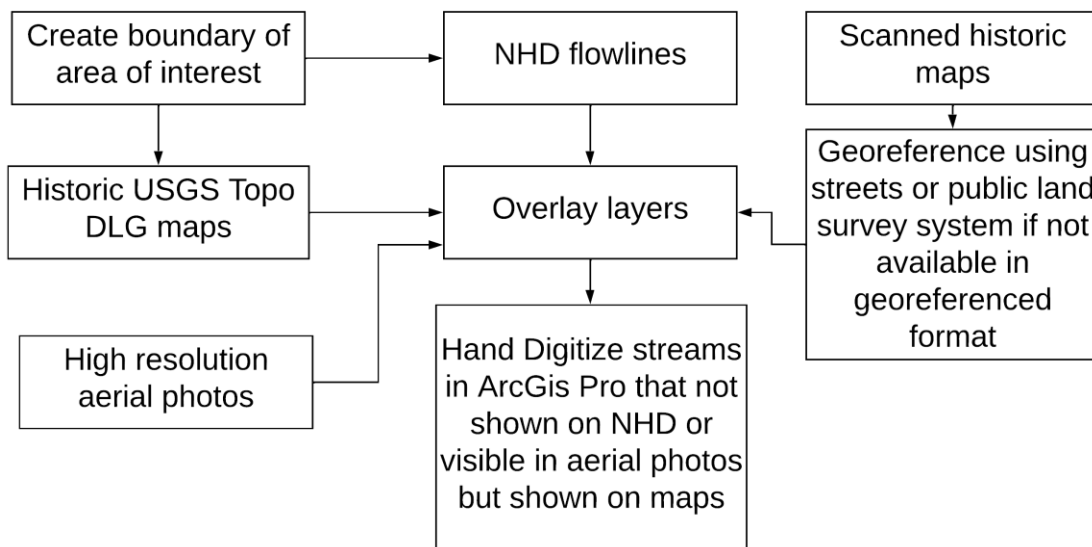 Create boundary of
area of interest
NHD flowlines
Scanned historic
maps
Historic USGS Topo
DLG maps
Overlay layers
Georeference using
streets or public land
survey system if not
available in
georeferenced
format
High resolution
aerial photos
Hand Digitize streams
in ArcGis Pro that not
shown on NHD or
visible in aerial photos
but shown on maps